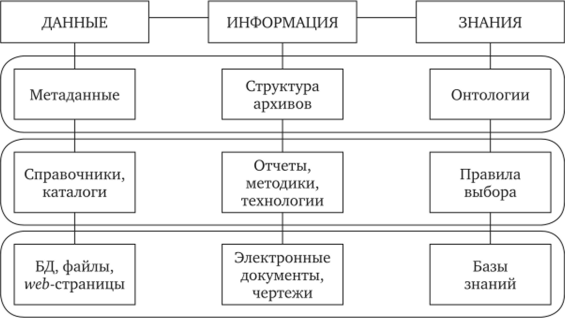 ДАННЫЕ
ИНФОРМАЦИЯ
ЗНАНИЯ
Метаданные
Структура
архивов
Онтологии
Справочники,
каталоги
Отчеты,
методики,
технологии
Правила
выбора
БД, файлы,
web-страницы
Электронные
документы,
чертежи
Базы
знаний